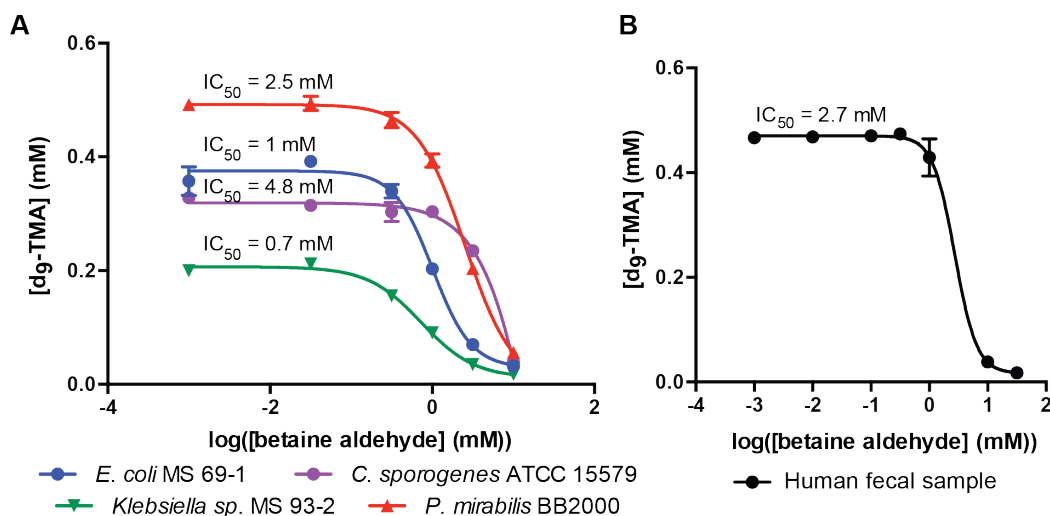 A
B
0.6
0.4
0.2
0.0
[d9-TMA] (mM)
IC50 = 2.5 mM
IC50 = 1 mM
IC50 = 4.8 mM
IC50 = 0.7 mM
-4
-2
0
2
log([betaine aldehyde] (mM))
E. coli MS 69-1
C. sporogenes ATCC 15579
Klebsiella sp. MS 93-2
P. mirabilis BB2000
0.6
0.4
0.2
0.0
[d9-TMA] (mM)
IC50 = 2.7 mM
-4
-3
-2
-1
0
1
2
log([betaine aldehyde] (mM))
Human fecal sample